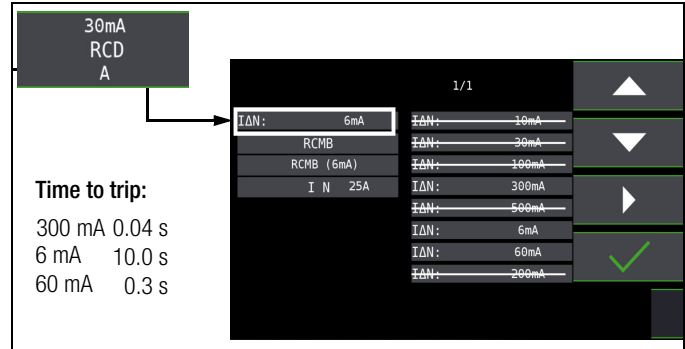 30mA
RCD
A
1/1
IΔN: 6mA
RCMB
RCMB (6mA)
I N 25A
IΔN: 10mA
IΔN: 30mA
IΔN: 100mA
IΔN: 300mA
IΔN: 500mA
IΔN: 6mA
IΔN: 60mA
IΔN: 200mA
Time to trip:
300 mA 0.04 s
6 mA 10.0 s
60 mA 0.3 s